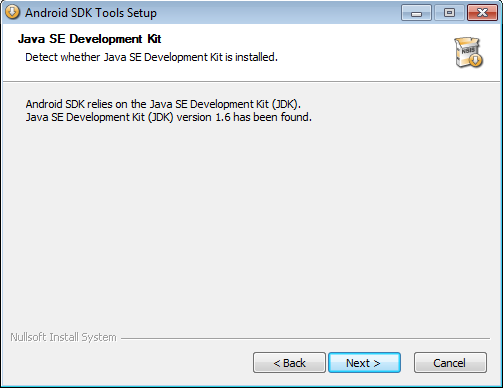 Android SDK Tools Setup
Java SE Development Kit
Detect whether Java SE Development Kit is installed.
NSIS
Android SDK relies on the Java SE Development Kit (JDK).
Java SE Development Kit (JDK) version 1.6 has been found.
Nullsoft Install System
< Back
Next >
Cancel